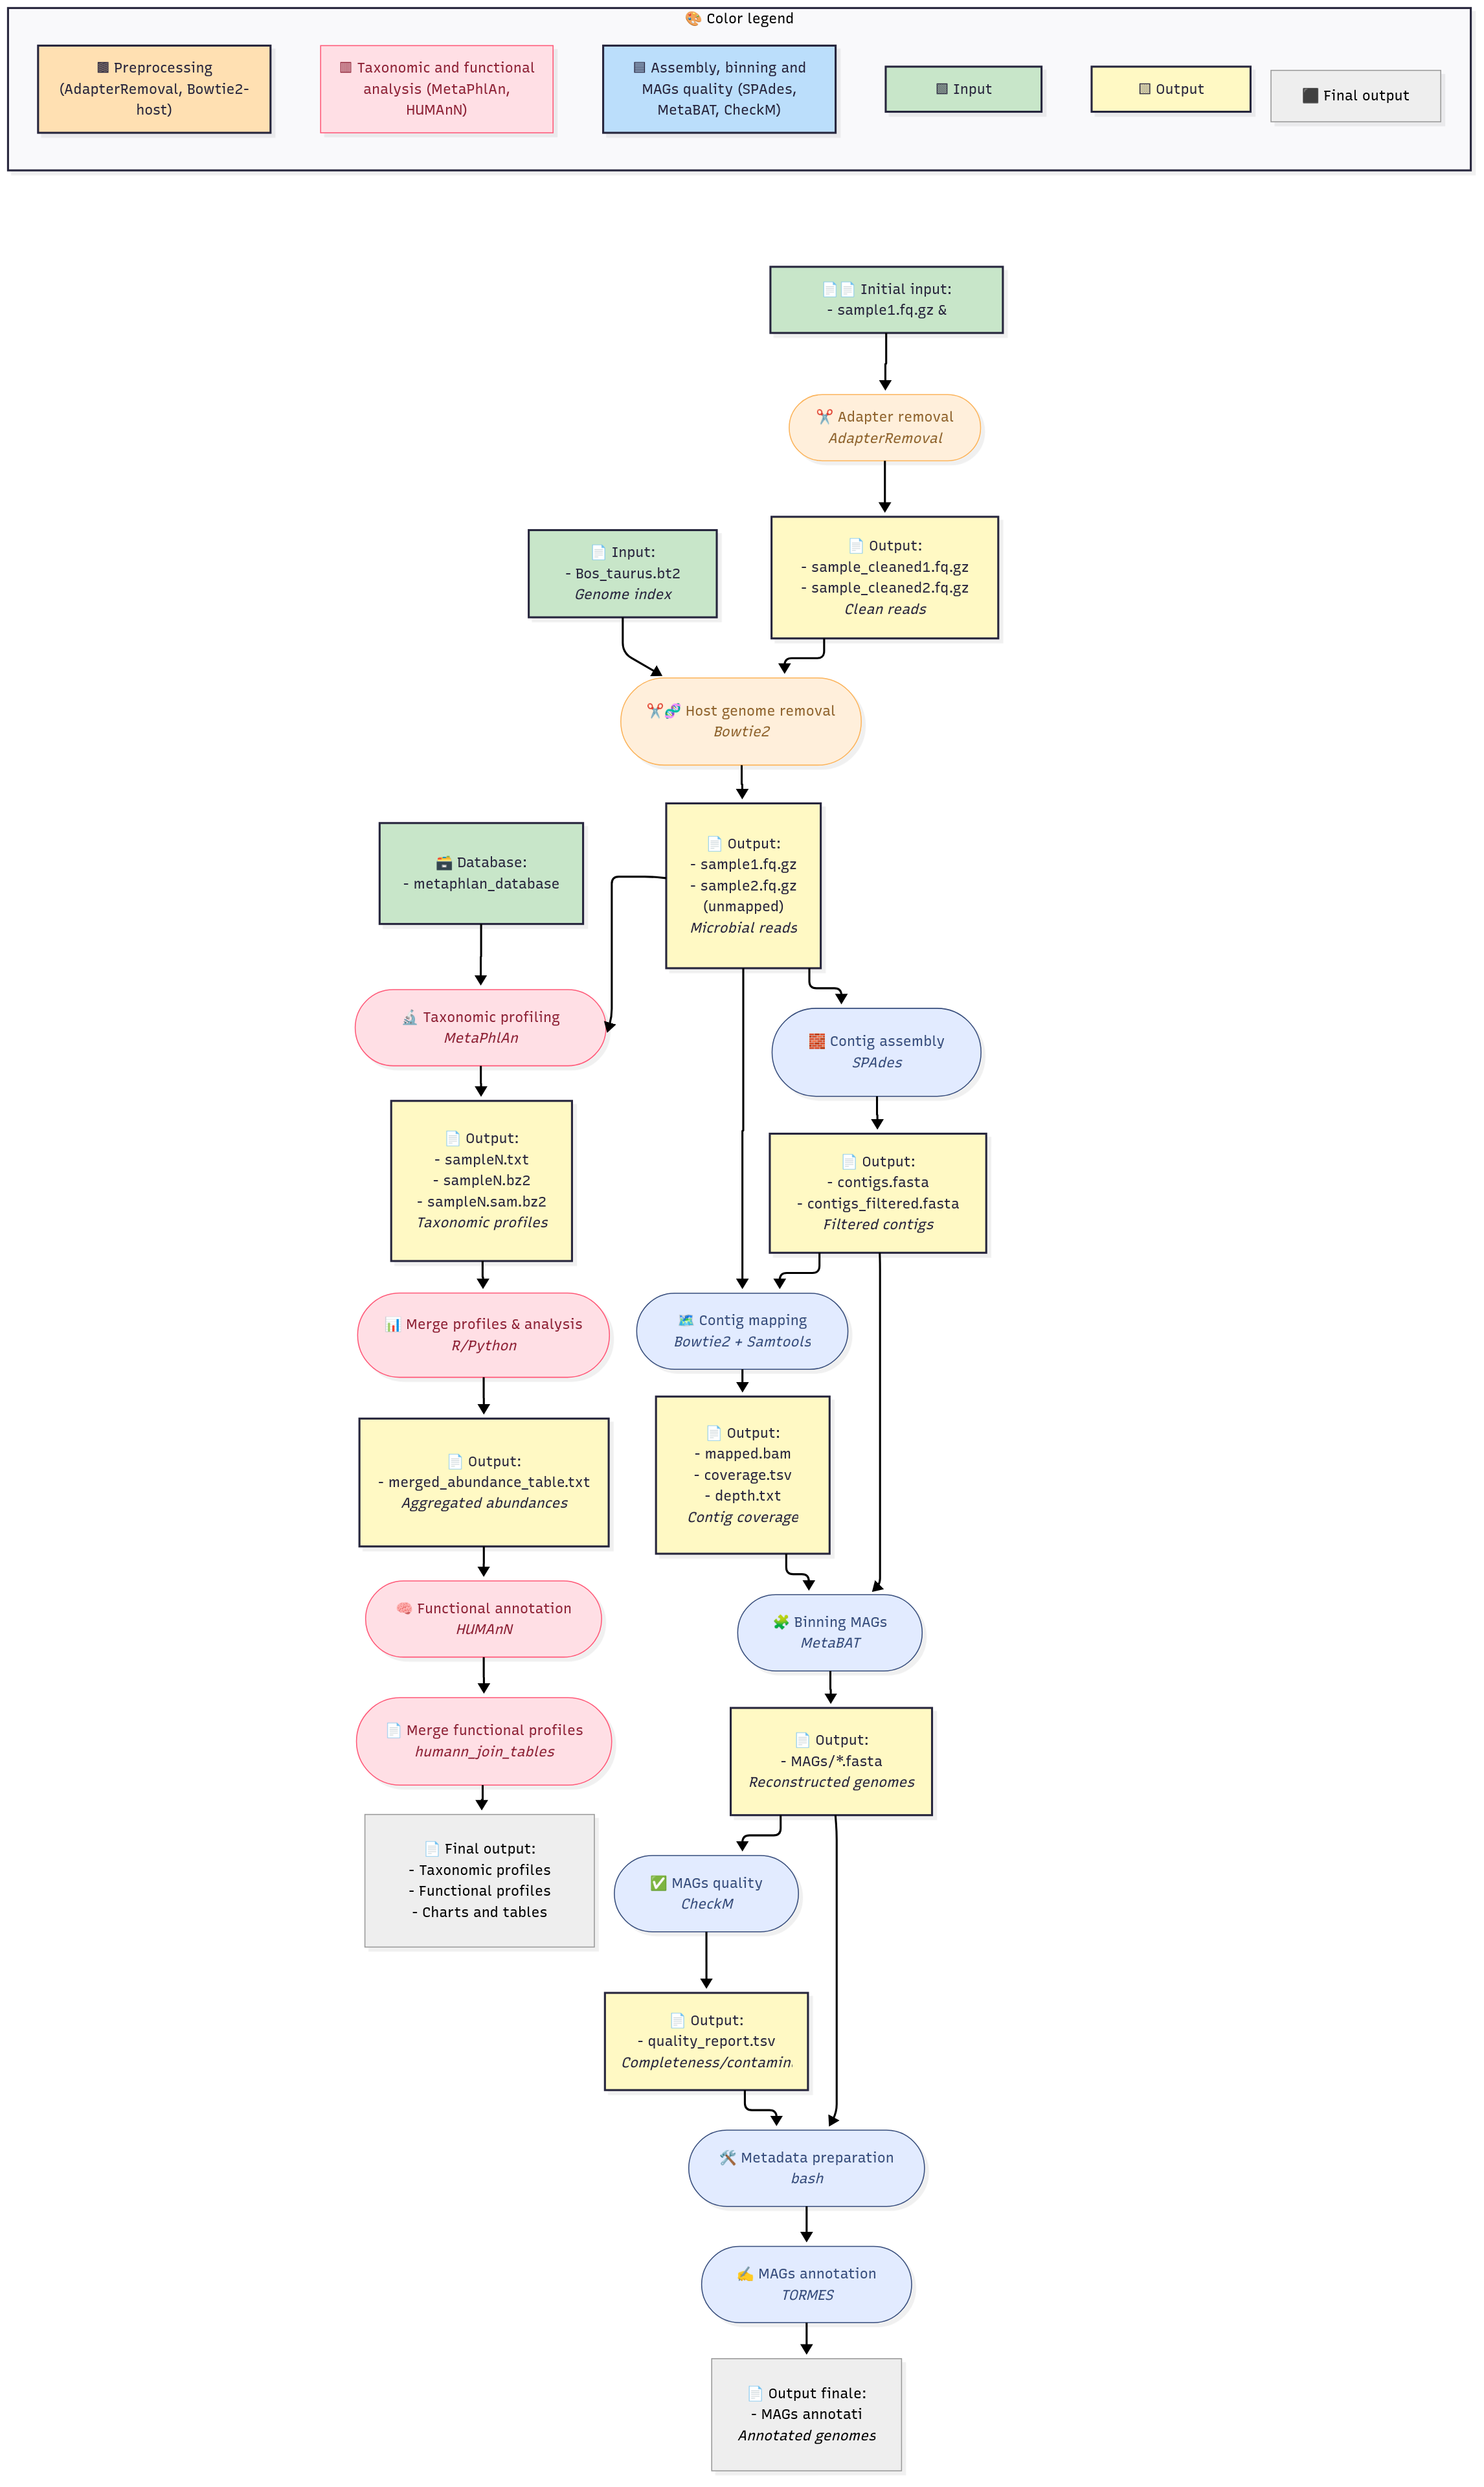 🎨 Color legend
🟧 Preprocessing
(AdapterRemoval, Bowtie2-
host)
🟥 Taxonomic and functional
analysis (MetaPhlAn,
HUMAnN)
🟦 Assembly, binning and
MAGs quality (SPAdes,
MetaBAT, CheckM)
🟩 Input
🟨 Output
⬛ Final output
📄📄 Initial input:
- sample1.fq.gz &
✂️ Adapter removal
AdapterRemoval
📄 Input:
- Bos_taurus.bt2
Genome index
📄 Output:
- sample_cleaned1.fq.gz
- sample_cleaned2.fq.gz
Clean reads
✂️🧬 Host genome removal
Bowtie2
🗃️ Database:
- metaphlan_database
📄 Output:
- sample1.fq.gz
- sample2.fq.gz
(unmapped)
Microbial reads
🔬 Taxonomic profiling
MetaPhlAn
🧱 Contig assembly
SPAdes
📄 Output:
- sampleN.txt
- sampleN.bz2
- sampleN.sam.bz2
Taxonomic profiles
📄 Output:
- contigs.fasta
- contigs_filtered.fasta
Filtered contigs
📊 Merge profiles & analysis
R/Python
🗺️ Contig mapping
Bowtie2 + Samtools
📄 Output:
- merged_abundance_table.txt
Aggregated abundances
📄 Output:
- mapped.bam
- coverage.tsv
- depth.txt
Contig coverage
🧠 Functional annotation
HUMAnN
🧩 Binning MAGs
MetaBAT
📄 Merge functional profiles
humann_join_tables
📄 Output:
- MAGs/*.fasta
Reconstructed genomes
📄 Final output:
- Taxonomic profiles
- Functional profiles
- Charts and tables
✅ MAGs quality
CheckM
📄 Output:
- quality_report.tsv
Completeness/contamin
🛠️ Metadata preparation
bash
✍️ MAGs annotation
TORMES
📄 Output finale:
- MAGs annotati
Annotated genomes